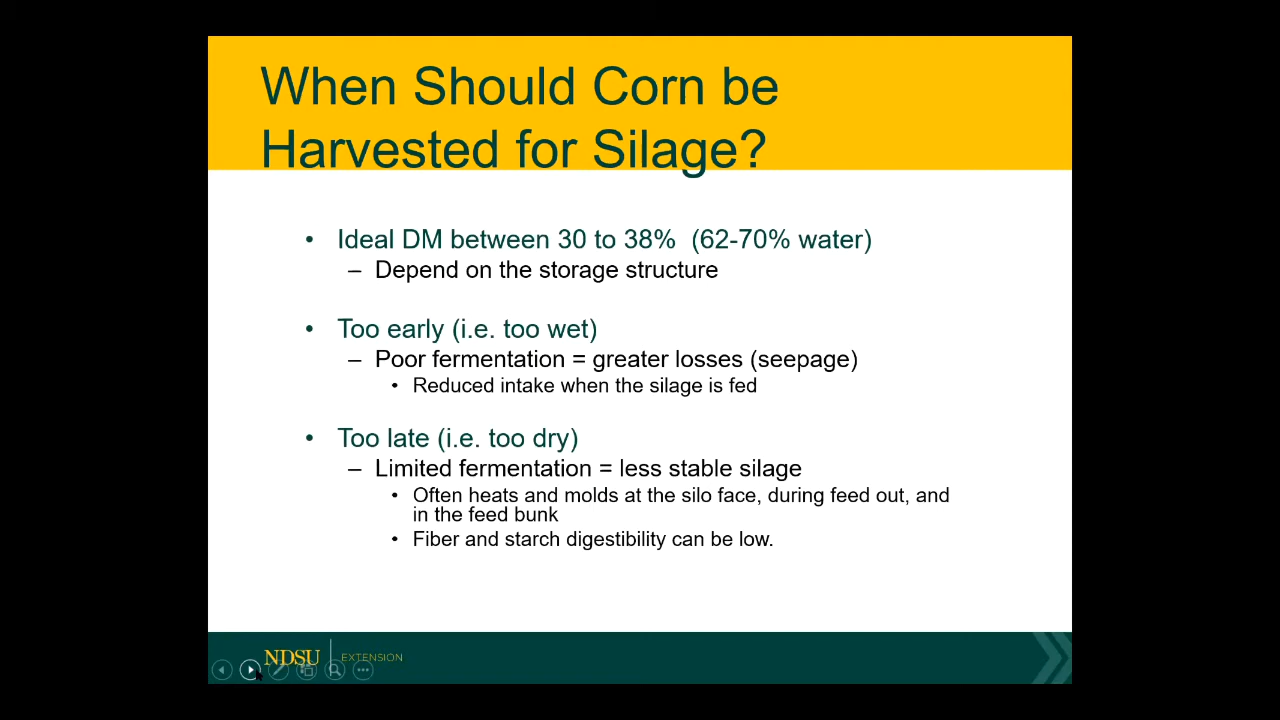 When Should Corn be
Harvested for Silage?
• Ideal DM between 30 to 38%  (62-70% water)
– Depend on the storage structure
• Too early (i.e. too wet)
– Poor fermentation = greater losses (seepage)
• Reduced intake when the silage is fed
• Too late (i.e. too dry)
– Limited fermentation = less stable silage
• Often heats and molds at the silo face, during feed out, and
in the feed bunk
• Fiber and starch digestibility can be low.
NDSU EXTENSION